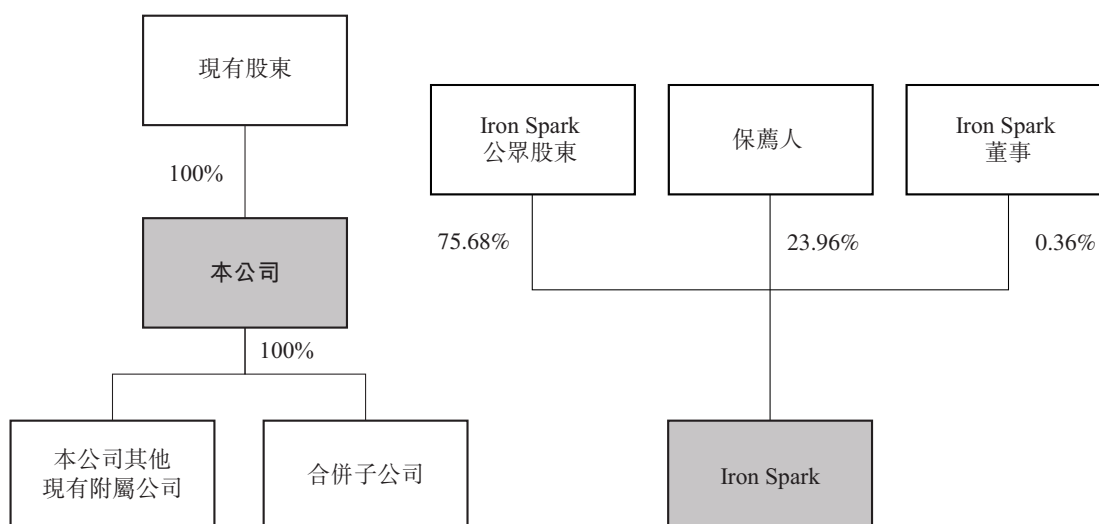 現有股東
100%
本公司
100%
本公司其他
現有附屬公司
合併子公司
Iron Spark
公眾股東
保薦人
Iron Spark
董事
75.68%
23.96%
0.36%
Iron Spark